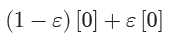 (1 − ε) [0] + ε [0]